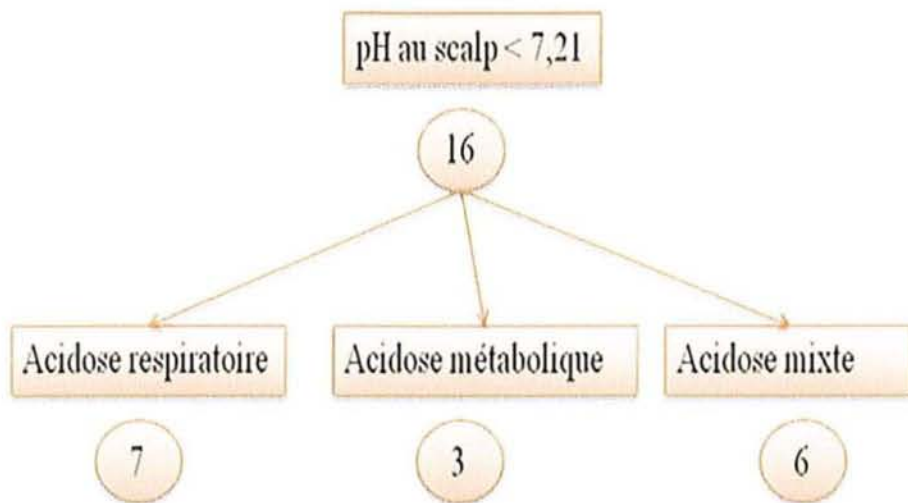 pH au scalp < 7,21
16
Acidose respiratoire
Acidose métabolique
Acidose mixte
7
3
6